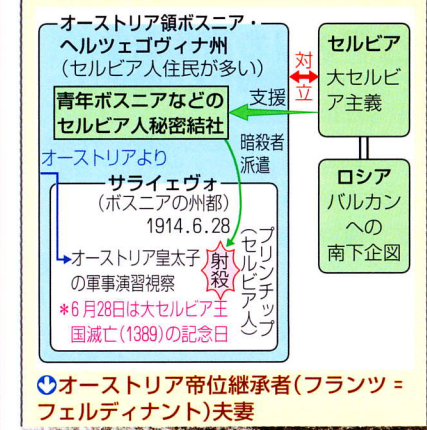 オーストリア領ボスニア・
ヘルツェゴヴィナ州
(セルビア人住民が多い)
青年ボスニアなどの
セルビア人秘密結社
支援
対立
セルビア
大セルビ
ア主義
ロシア
バルカン
への
南下企図
暗殺者
派遣
オーストリアより
サライェヴォ
(ボスニアの州都)
1914.6.28
オーストリア皇太子
の軍事演習視察
射殺
プリンチップ
(セルビア人)
*6月28日は大セルビア王
国滅亡(1389)の記念日
オーストリア帝位継承者(フランツ=
フェルディナント)夫妻